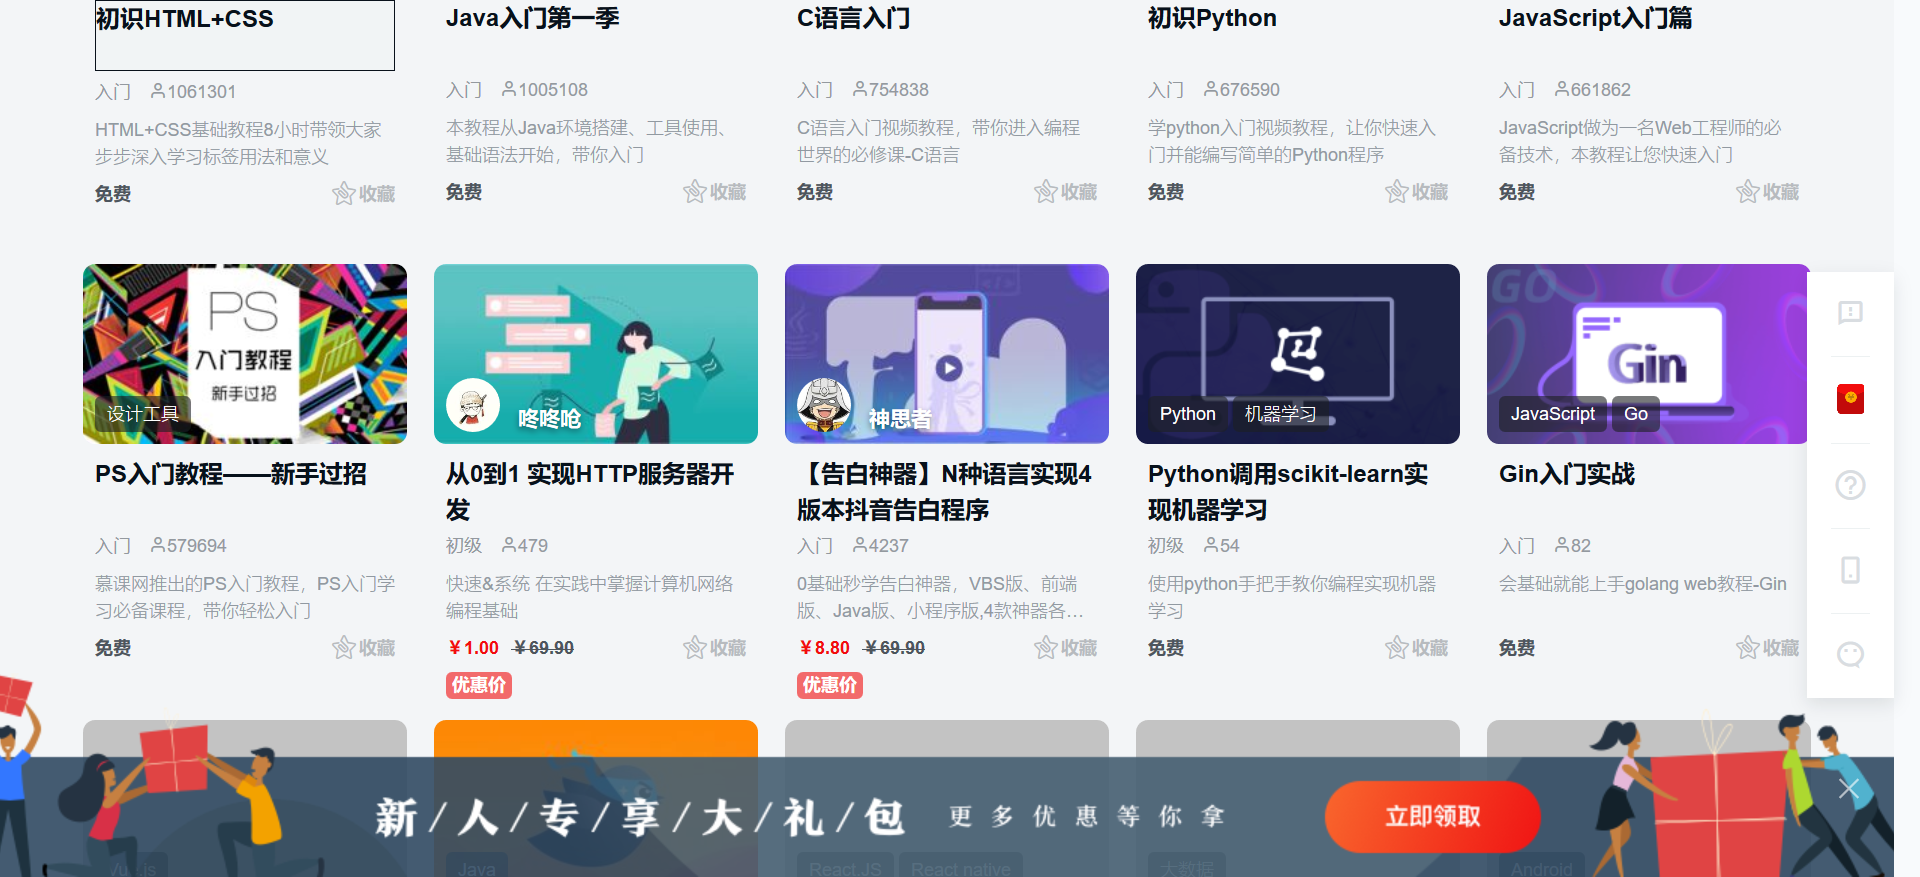 初识HTML+CSS
入门 1061301
HTML+CSS基础教程8小时带领大家
步步深入学习标签用法和意义
免费 收藏
Java入门第一季
入门 1005108
本教程从Java环境搭建、工具使用、
基础语法开始，带你入门
免费 收藏
C语言入门
入门 754838
C语言入门视频教程，带你进入编程
世界的必修课-C语言
免费 收藏
初识Python
入门 676590
学python入门视频教程，让你快速入
门并能编写简单的Python程序
免费 收藏
JavaScript入门篇
入门 661862
JavaScript做为一名Web工程师的必
备技术，本教程让您快速入门
免费 收藏
PS
入门教程
新手过招
设计工具
PS入门教程——新手过招
入门 579694
慕课网推出的PS入门教程，PS入门学
习必备课程，带你轻松入门
免费 收藏
咚咚呛
从0到1 实现HTTP服务器开
发
初级 479
快速&系统 在实践中掌握计算机网络
编程基础
￥1.00 ￥69.90 收藏
优惠价
神思者
【告白神器】N种语言实现4
版本抖音告白程序
入门 4237
0基础秒学告白神器，VBS版、前端
版、Java版、小程序版,4款神器各…
￥8.80 ￥69.90 收藏
优惠价
Python 机器学习
Python调用scikit-learn实
现机器学习
初级 54
使用python手把手教你编程实现机器
学习
免费 收藏
GO
Gin
JavaScript Go
Gin入门实战
入门 82
会基础就能上手golang web教程-Gin
免费 收藏
新/人/专/享/大/礼/包 更多优惠等你拿 立即领取
Vue.js
Java
React.JS React native
大数据
Android